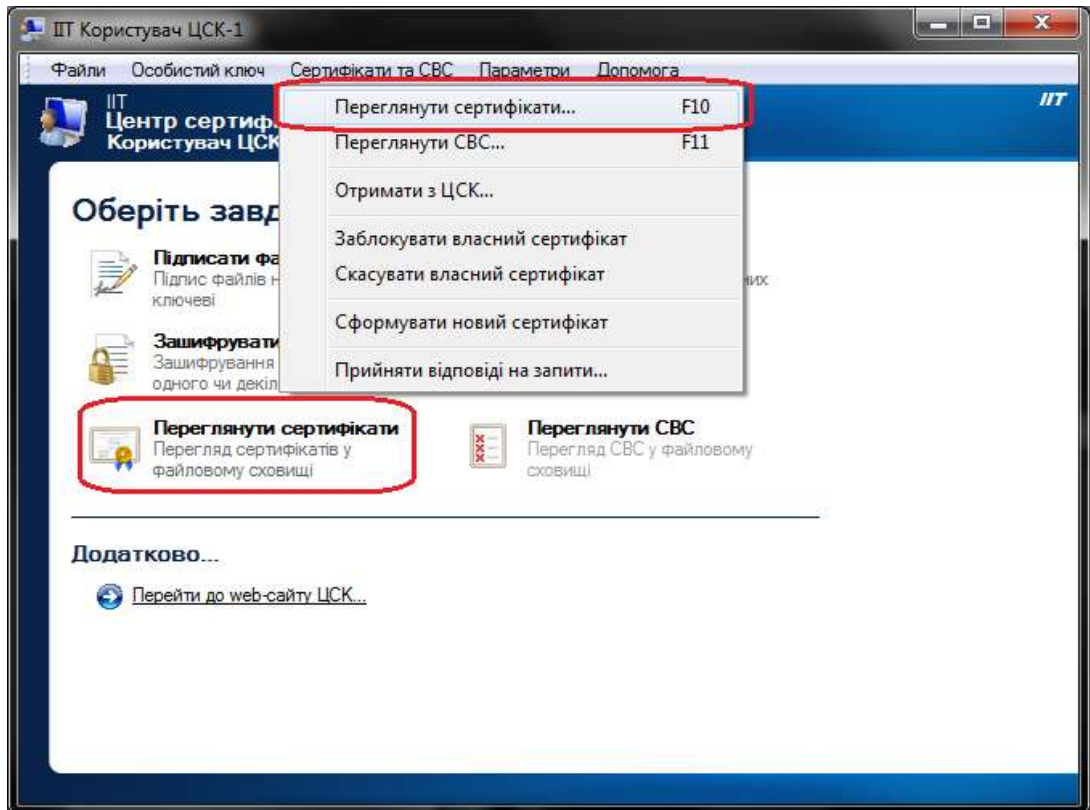 ІІТ Користувач ЦСК-1
Файли Особистий ключ Сертифікати та СВС Параметри Допомога
ІІТ
Центр сертиф
Користувач ЦСК
ІІТ
Переглянути сертифікати... F10
Переглянути СВС... F11
Отримати з ЦСК...
Заблокувати власний сертифікат
Скасувати власний сертифікат
Сформувати новий сертифікат
Прийняти відповіді на запити...
Оберіть завд
Підписати фа
Підпис файлів н
ключеві
них
Зашифрувати
Зашифрування
одного чи декіл
Переглянути сертифікати
Перегляд сертифікатів у
файловому сховищі
Переглянути СВС
Перегляд СВС у файловому
сховищі
Додатково...
Перейти до web-сайту ЦСК...